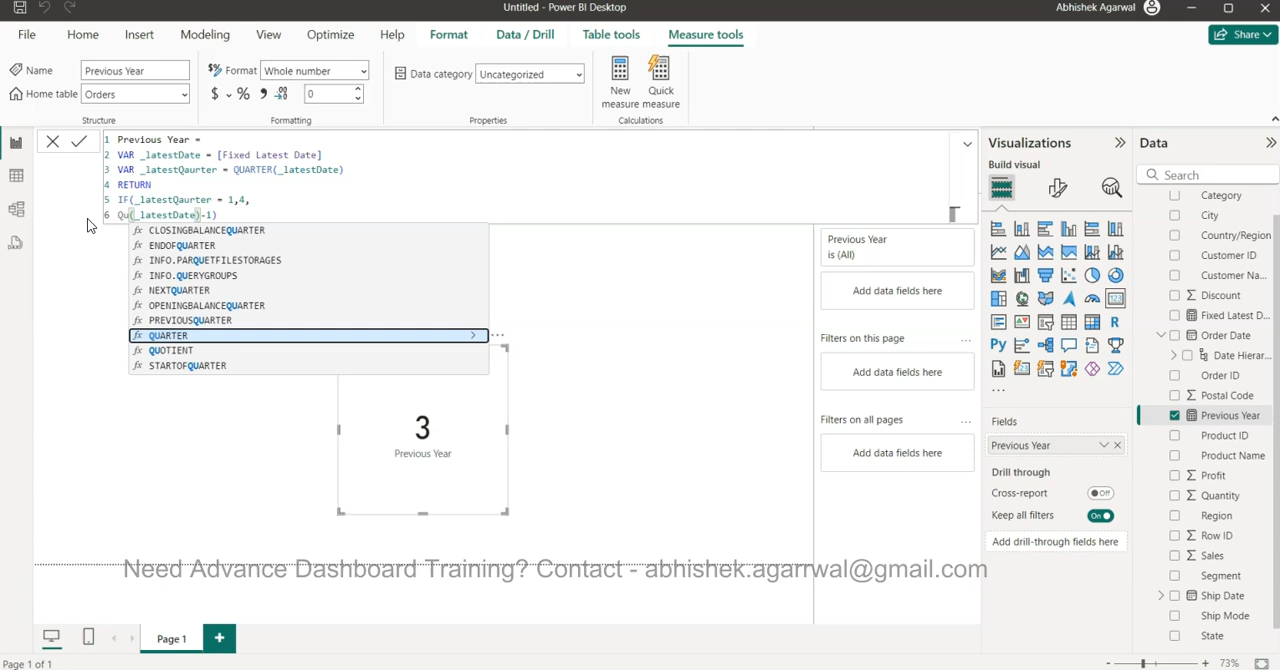 Untitled - Power BI Desktop
Abhishek Agarwal
File
Home
Insert
Modeling
View
Optimize
Help
Format
Data / Drill
Table tools
Measure tools
Share
Name
Previous Year
Home table
Orders
Structure
Format
Whole number
$
%
0
Formatting
Data category
Uncategorized
Properties
New
measure
Quick
measure
Calculations
1 Previous Year =
2 VAR _latestDate = [Fixed Latest Date]
3 VAR _latestQaurter = QUARTER(_latestDate)
4 RETURN
5 IF(_latestQaurter = 1,4,
6 Qu(_latestDate)-1)
CLOSINGBALANCEQUARTER
ENDOFQUARTER
INFO.PARQUETFILESTORAGES
INFO.QUERYGROUPS
NEXTQUARTER
OPENINGBALANCEQUARTER
PREVIOUSQUARTER
QUARTER
QUOTIENT
STARTOFQUARTER
3
Previous Year
Previous Year
is (All)
Add data fields here
Filters on this page
Add data fields here
Filters on all pages
Add data fields here
Visualizations
Build visual
R
Py
Fields
Previous Year
Drill through
Cross-report
Off
Keep all filters
On
Add drill-through fields here
Data
Search
Category
City
Country/Region
Customer ID
Customer Na...
Discount
Fixed Latest D...
Order Date
Date Hierar...
Order ID
Postal Code
Previous Year
Product ID
Product Name
Profit
Quantity
Region
Row ID
Sales
Segment
Ship Date
Ship Mode
State
Need Advance Dashboard Training? Contact - abhishek.agarrwal@gmail.com
Page 1
Page 1 of 1
73%